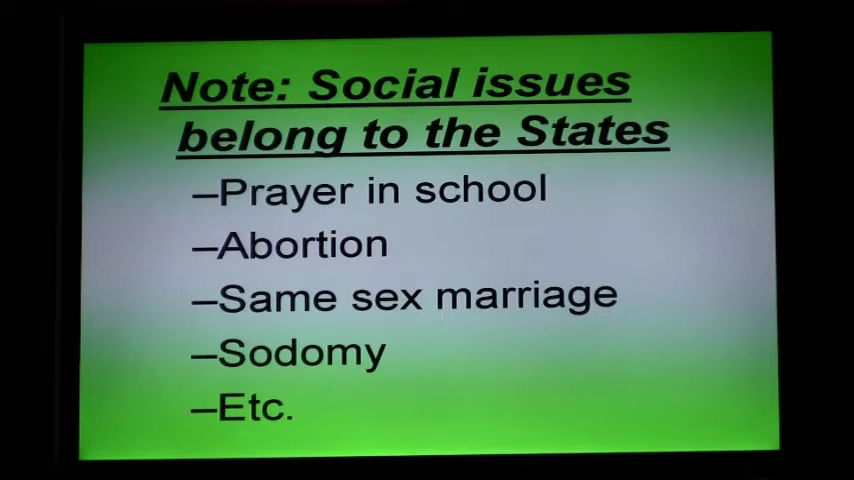 Note: Social issues
belong to the States
–Prayer in school
–Abortion
–Same sex marriage
–Sodomy
–Etc.